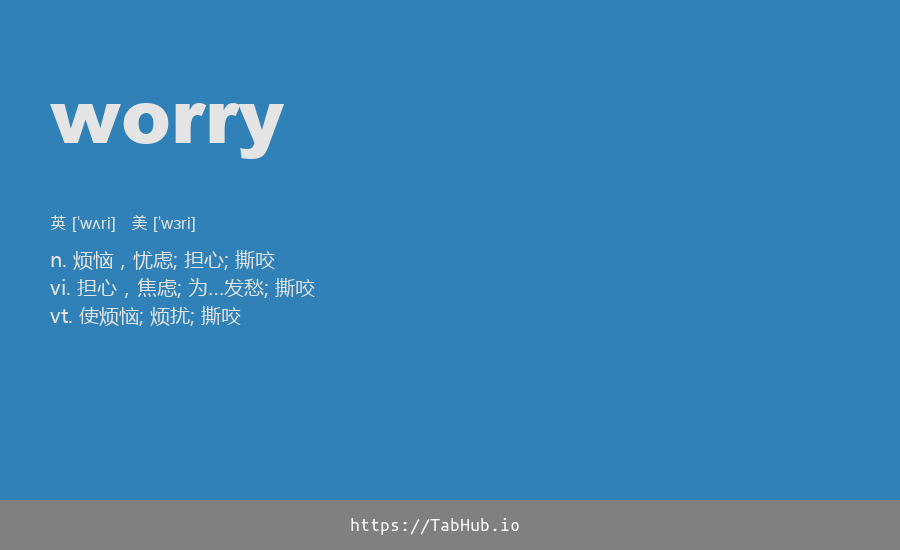 worry
英 [ˈwʌri]　美 [ˈwɜri]
n. 烦恼，忧虑; 担心; 撕咬
vi. 担心，焦虑; 为...发愁; 撕咬
vt. 使烦恼; 烦扰; 撕咬
https://TabHub.io